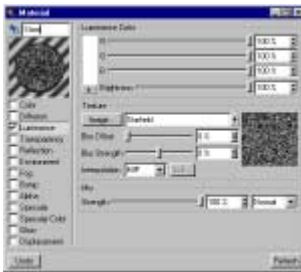 Material
Luminance Color
R
100 %
G
100 %
B
100 %
Brightness
100 %
Color
Diffusion
Luminance
Transparency
Reflection
Environment
Fog
Bump
Alpha
Specular
Specular Color
Glow
Displacement
Texture
Image
Starfield
Blur Offset
0 %
Blur Strength
0 %
Interpolation
MIP
Mix
Strength
100 %
Normal
Undo
Refresh